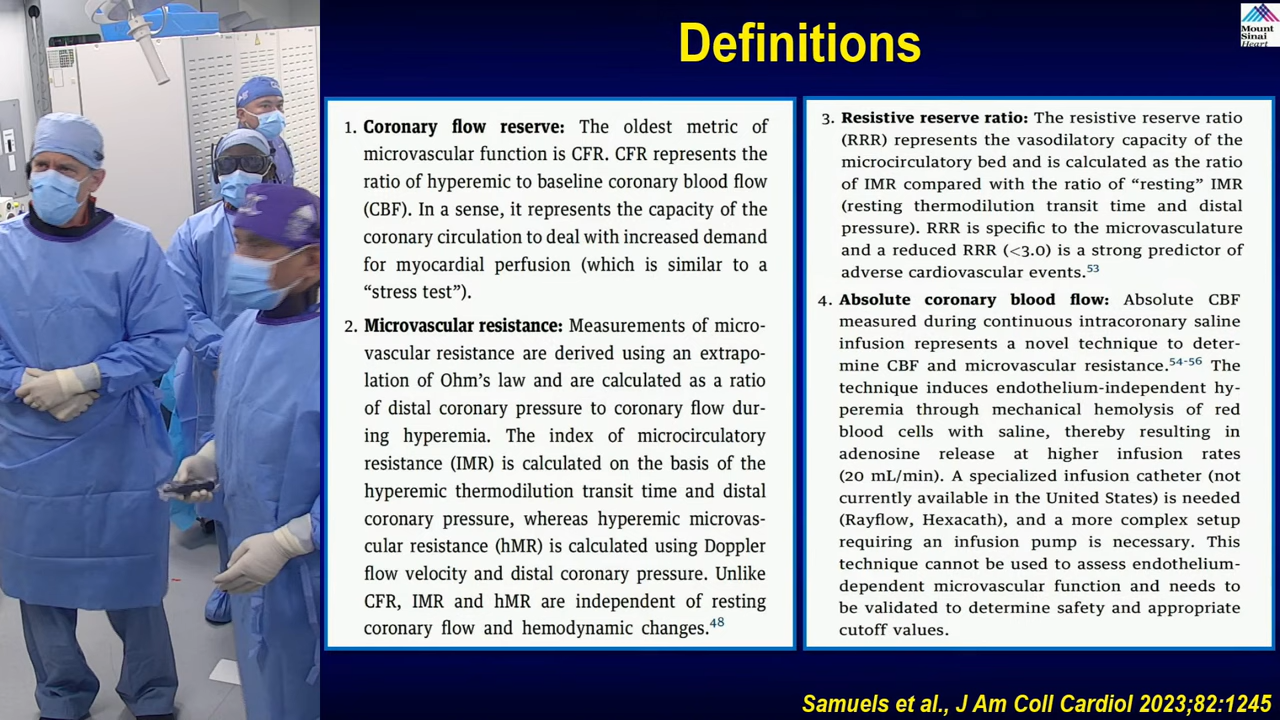 Definitions
Mount
Sinai
Heart
1. Coronary flow reserve: The oldest metric of
microvascular function is CFR. CFR represents the
ratio of hyperemic to baseline coronary blood flow
(CBF). In a sense, it represents the capacity of the
coronary circulation to deal with increased demand
for myocardial perfusion (which is similar to a
“stress test”).
2. Microvascular resistance: Measurements of micro-
vascular resistance are derived using an extrapo-
lation of Ohm’s law and are calculated as a ratio
of distal coronary pressure to coronary flow dur-
ing hyperemia. The index of microcirculatory
resistance (IMR) is calculated on the basis of the
hyperemic thermodilution transit time and distal
coronary pressure, whereas hyperemic microvas-
cular resistance (hMR) is calculated using Doppler
flow velocity and distal coronary pressure. Unlike
CFR, IMR and hMR are independent of resting
coronary flow and hemodynamic changes.48
3. Resistive reserve ratio: The resistive reserve ratio
(RRR) represents the vasodilatory capacity of the
microcirculatory bed and is calculated as the ratio
of IMR compared with the ratio of “resting” IMR
(resting thermodilution transit time and distal
pressure). RRR is specific to the microvasculature
and a reduced RRR (<3.0) is a strong predictor of
adverse cardiovascular events.53
4. Absolute coronary blood flow: Absolute CBF
measured during continuous intracoronary saline
infusion represents a novel technique to deter-
mine CBF and microvascular resistance.54-56 The
technique induces endothelium-independent hy-
peremia through mechanical hemolysis of red
blood cells with saline, thereby resulting in
adenosine release at higher infusion rates
(20 mL/min). A specialized infusion catheter (not
currently available in the United States) is needed
(Rayflow, Hexacath), and a more complex setup
requiring an infusion pump is necessary. This
technique cannot be used to assess endothelium-
dependent microvascular function and needs to
be validated to determine safety and appropriate
cutoff values.
Samuels et al., J Am Coll Cardiol 2023;82:1245